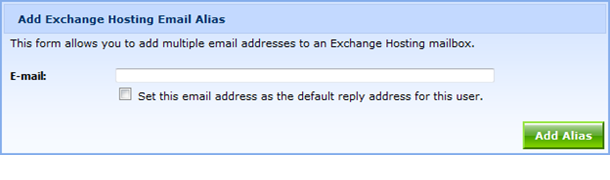 Add Exchange Hosting Email Alias
This form allows you to add multiple email addresses to an Exchange Hosting mailbox.
E-mail:
Set this email address as the default reply address for this user.
Add Alias